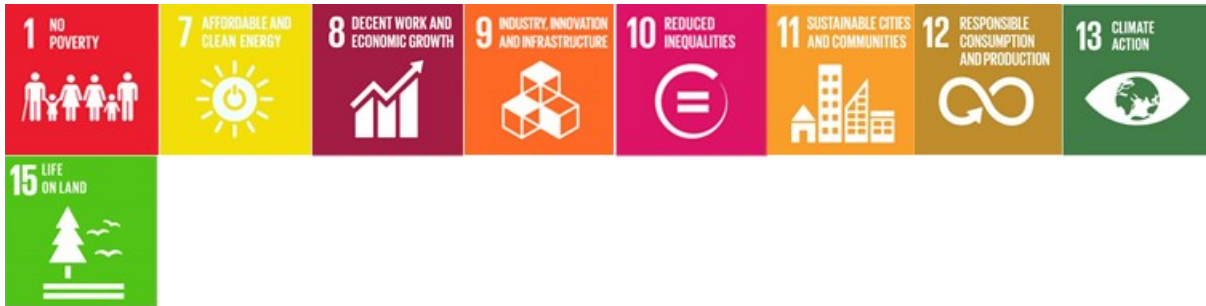 1 NO
POVERTY
7 AFFORDABLE AND
CLEAN ENERGY
8 DECENT WORK AND
ECONOMIC GROWTH
9 INDUSTRY, INNOVATION
AND INFRASTRUCTURE
10 REDUCED
INEQUALITIES
11 SUSTAINABLE CITIES
AND COMMUNITIES
12 RESPONSIBLE
CONSUMPTION
AND PRODUCTION
13 CLIMATE
ACTION
15 LIFE
ON LAND